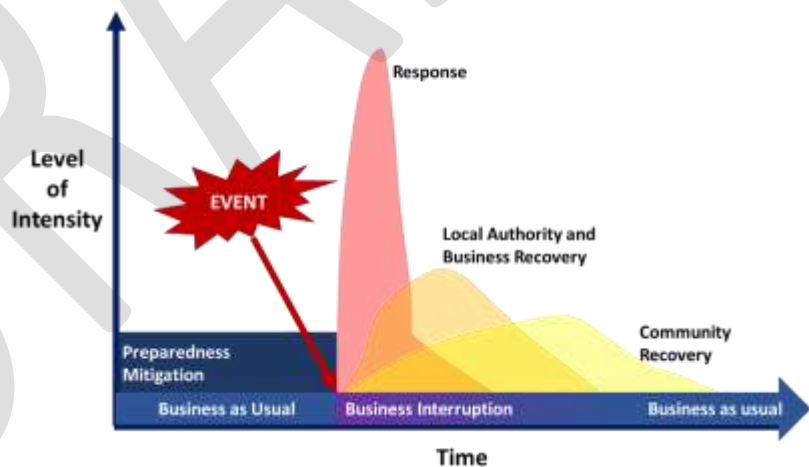 Response
Level
of
Intensity
EVENT
Local Authority and
Business Recovery
Community
Recovery
Preparedness
Mitigation
Business as Usual
Business Interruption
Business as usual
Time